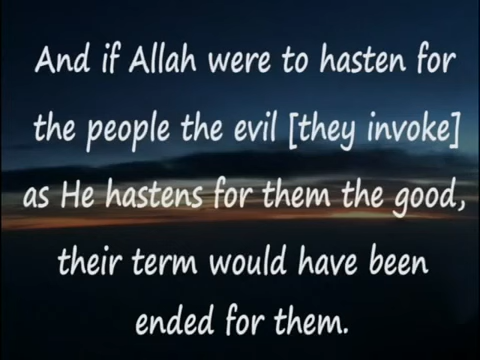 And if Allah were to hasten for
the people the evil [they invoke]
as He hastens for them the good,
their term would have been
ended for them.